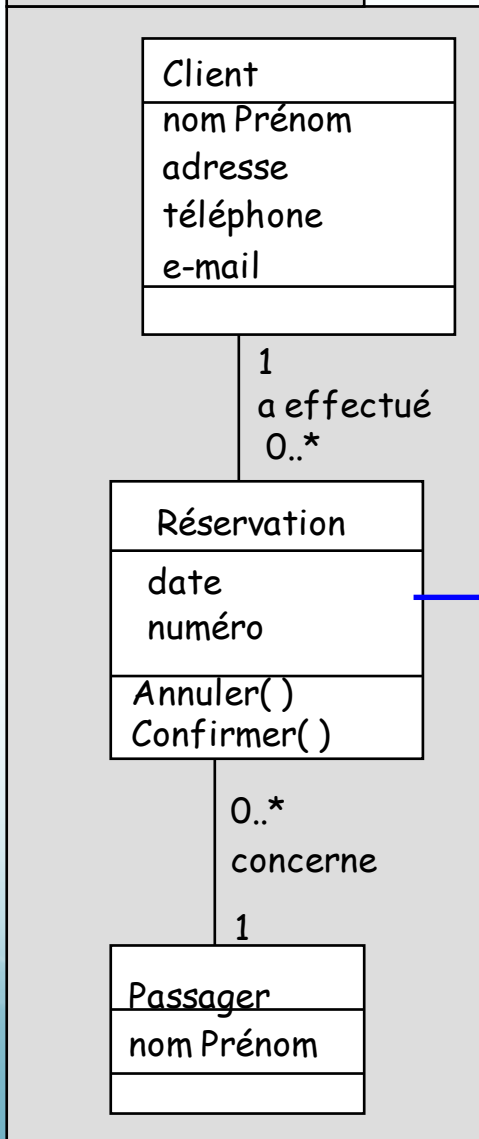 Client
nom Prénom
adresse
téléphone
e-mail
1
a effectué
0..*
Réservation
date
numéro
Annuler( )
Confirmer( )
0..*
concerne
1
Passager
nom Prénom